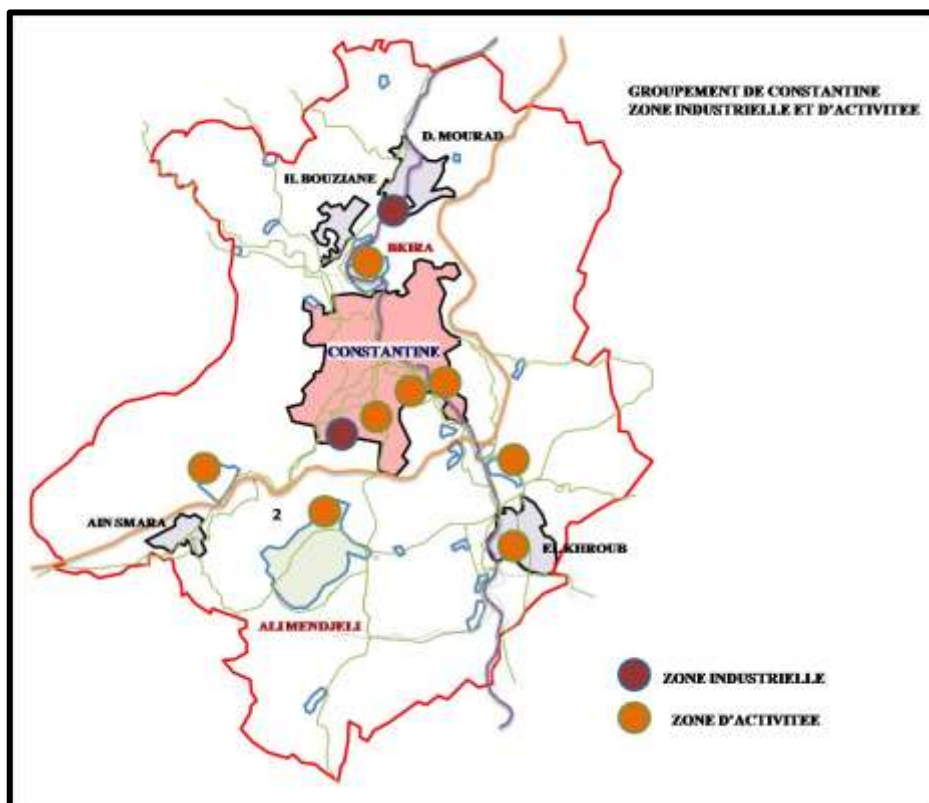 GROUPEMENT DE CONSTANTINE
ZONE INDUSTRIELLE ET D'ACTIVITEE
D. MOURAD
H. BOUZIANE
BKIRA
CONSTANTINE
AIN SMARA
2
EL KHROUB
ALI MENDJELI
ZONE INDUSTRIELLE
ZONE D'ACTIVITEE